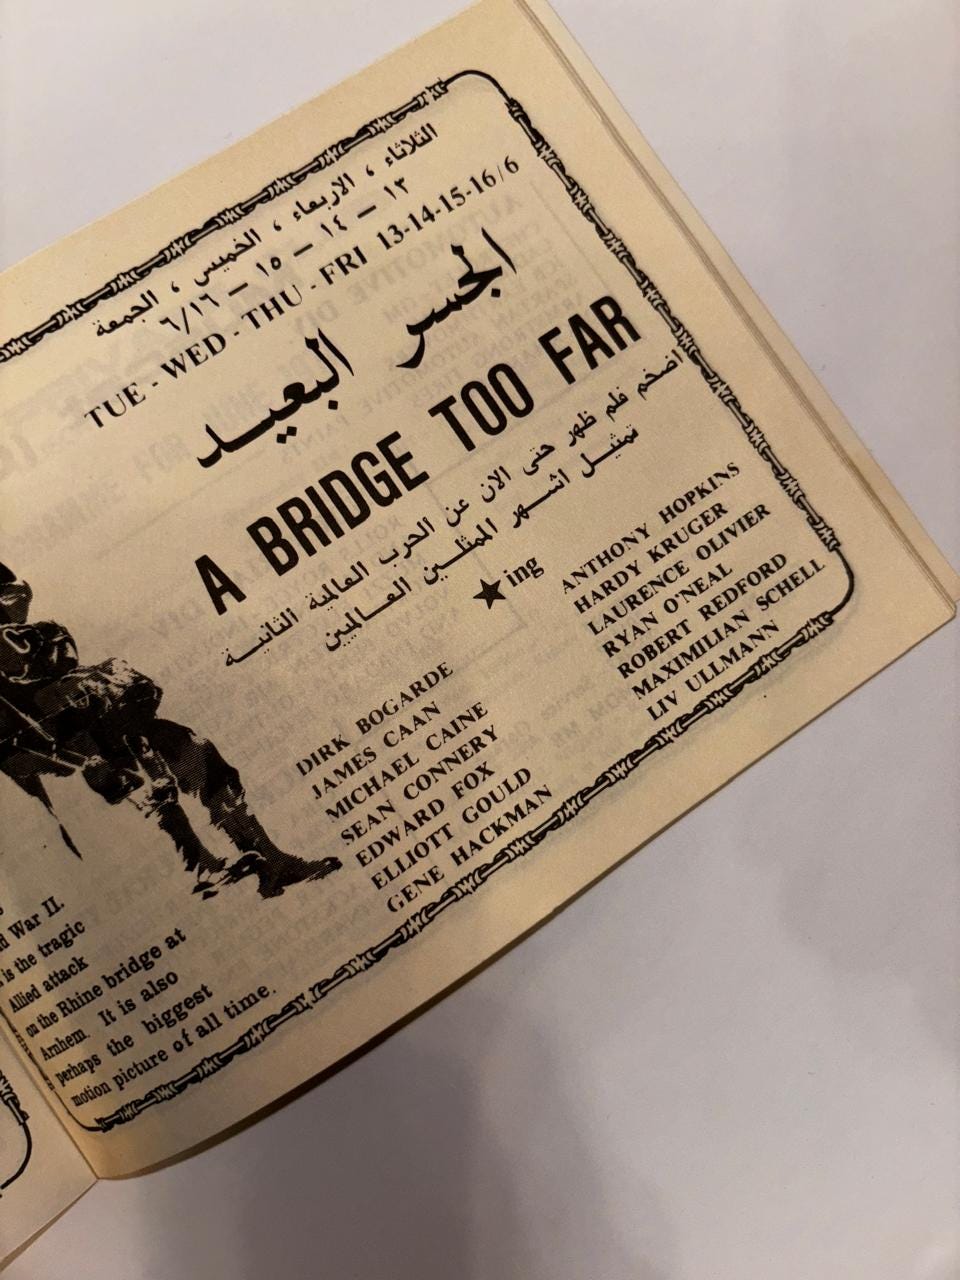 الثلاثاء ، الاربعاء ، الخميس ، الجمعة
١٣ – ١٤ – ١٥ – ٦/١٦
TUE - WED - THU - FRI 13-14-15-16/6
الجسر البعيد
A BRIDGE TOO FAR
اضخم فلم ظهر حتى الان عن الحرب العالمية الثانية
تمثيل اشهر الممثلين العالميين
★ing
DIRK BOGARDE
JAMES CAAN
MICHAEL CAINE
SEAN CONNERY
EDWARD FOX
ELLIOTT GOULD
GENE HACKMAN
ANTHONY HOPKINS
HARDY KRUGER
LAURENCE OLIVIER
RYAN O'NEAL
ROBERT REDFORD
MAXIMILIAN SCHELL
LIV ULLMANN
War II.
is the tragic
Allied attack
on the Rhine bridge at
Arnhem. It is also
perhaps the biggest
motion picture of all time.